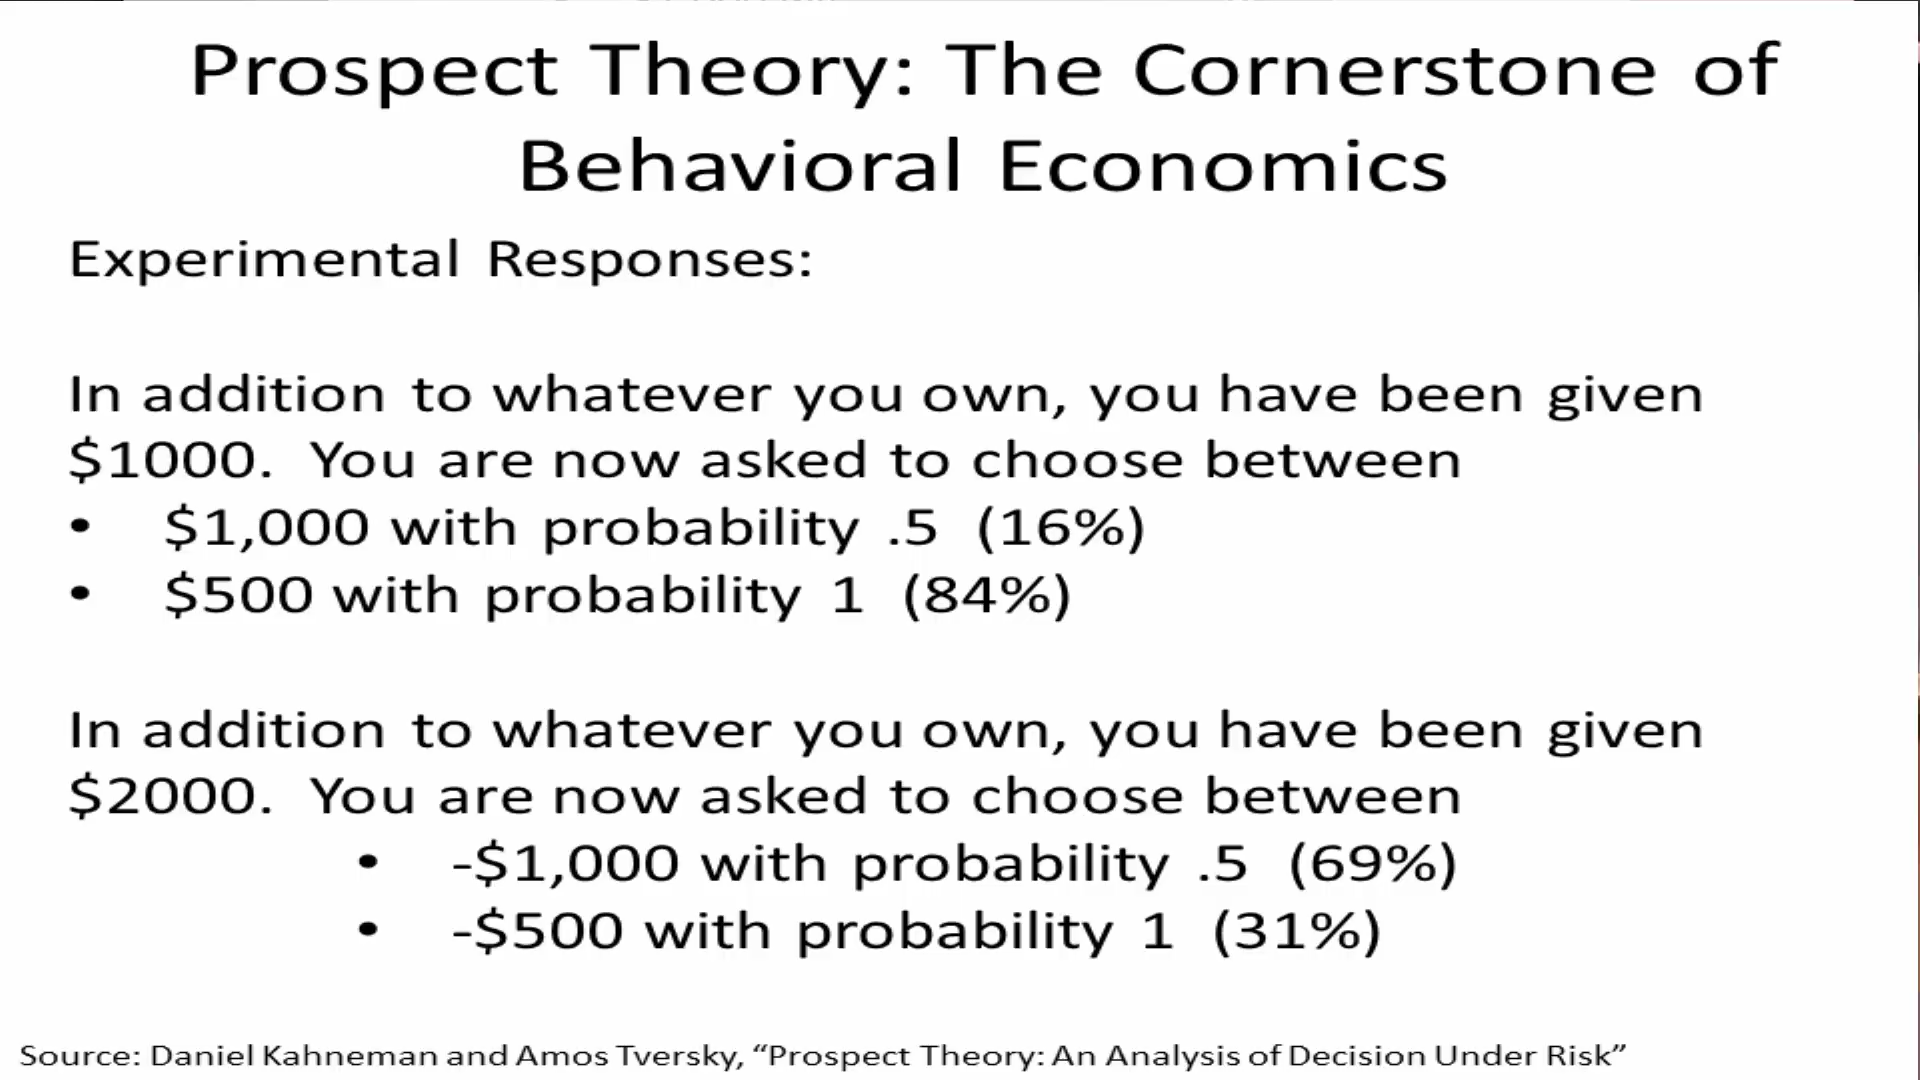 Prospect Theory: The Cornerstone of
Behavioral Economics
Experimental Responses:
In addition to whatever you own, you have been given
$1000. You are now asked to choose between
• $1,000 with probability .5 (16%)
• $500 with probability 1 (84%)
In addition to whatever you own, you have been given
$2000. You are now asked to choose between
• -$1,000 with probability .5 (69%)
• -$500 with probability 1 (31%)
Source: Daniel Kahneman and Amos Tversky, “Prospect Theory: An Analysis of Decision Under Risk”